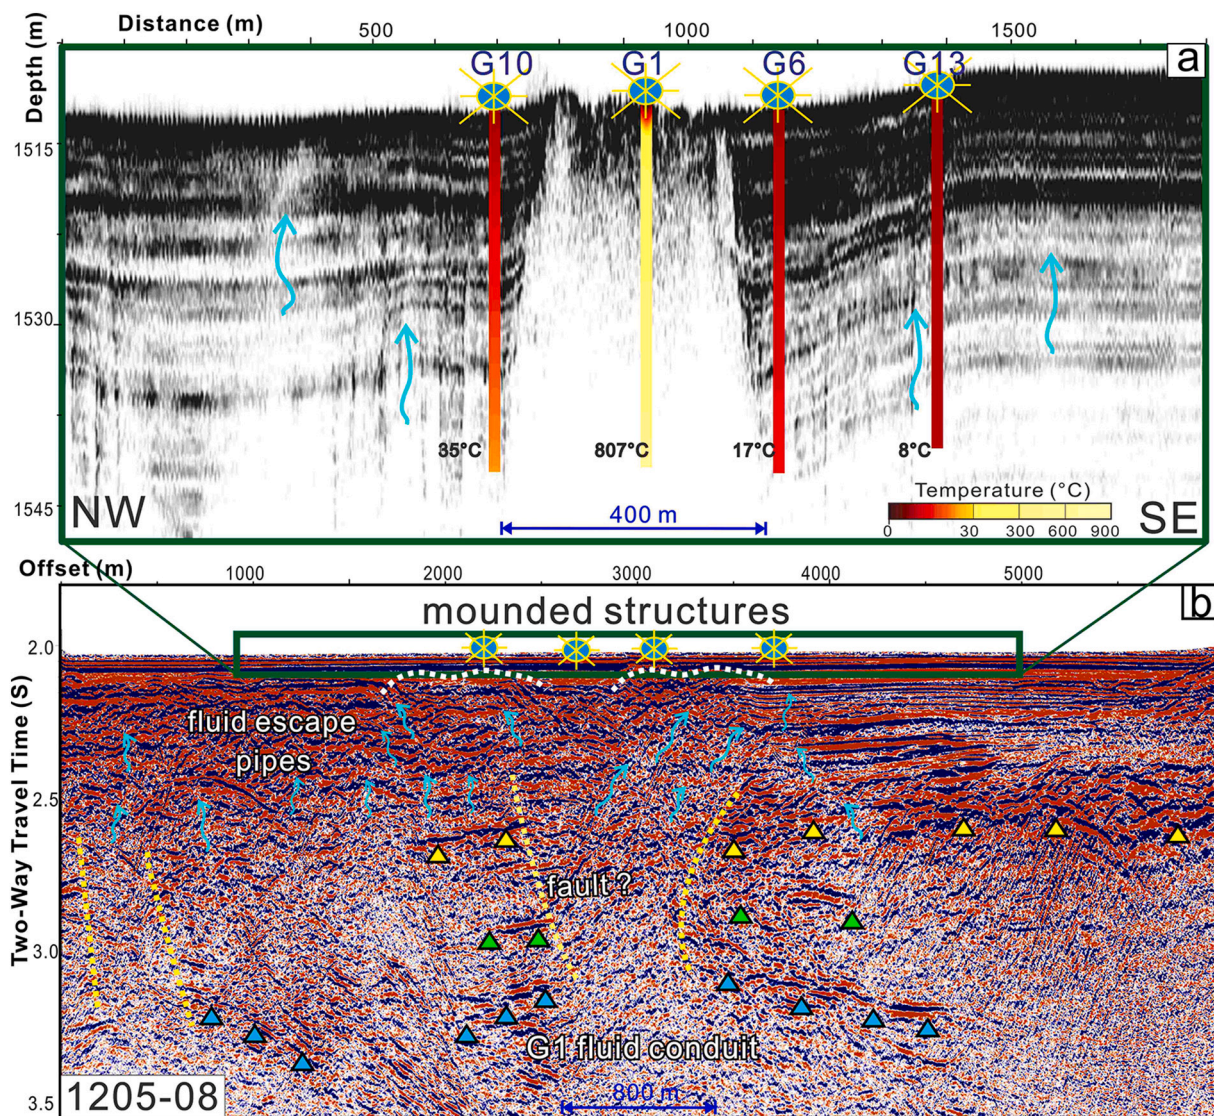 Distance (m) 500 1000 1500
Depth (m)
a
G10 G1 G6 G13
1515
1530
1545
35°C 807°C 17°C 8°C
NW
400 m
Temperature (°C)
0 30 300 600 900
SE
Offset (m) 1000 2000 3000 4000 5000
b
mounded structures
Two-Way Travel Time (S)
2.0
fluid escape
pipes
2.5
fault ?
3.0
G1 fluid conduit
1205-08
800 m
3.5